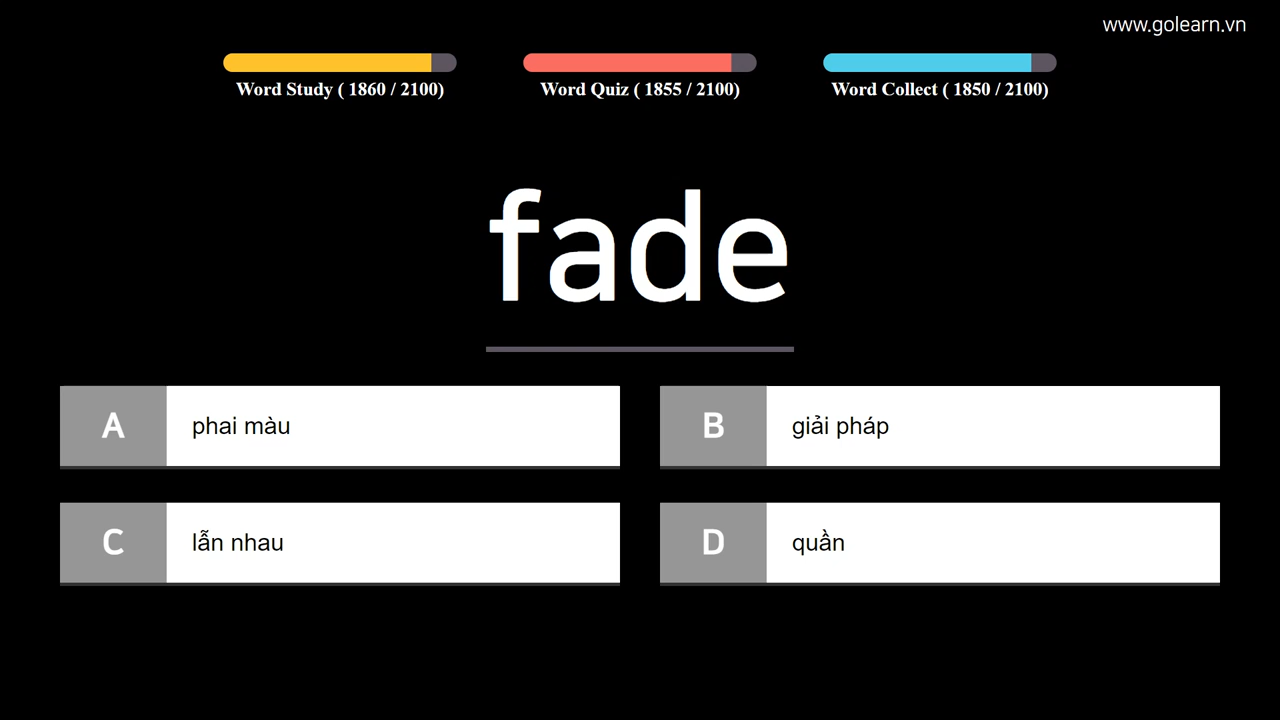 www.golearn.vn
Word Study ( 1860 / 2100)
Word Quiz ( 1855 / 2100)
Word Collect ( 1850 / 2100)
fade
A
phai màu
B
giải pháp
C
lẫn nhau
D
quần